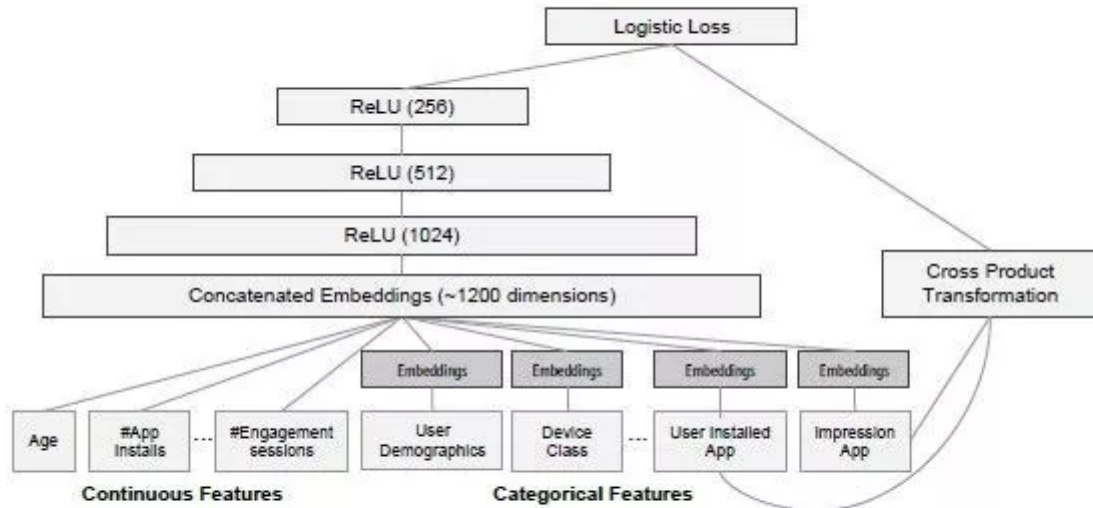 Logistic Loss
ReLU (256)
ReLU (512)
ReLU (1024)
Concatenated Embeddings (~1200 dimensions)
Cross Product
Transformation
Embeddings
Embeddings
Embeddings
Embeddings
Age
#App
Installs
...
#Engagement
sessions
User
Demographics
Device
Class
...
User Installed
App
Impression
App
Continuous Features
Categorical Features